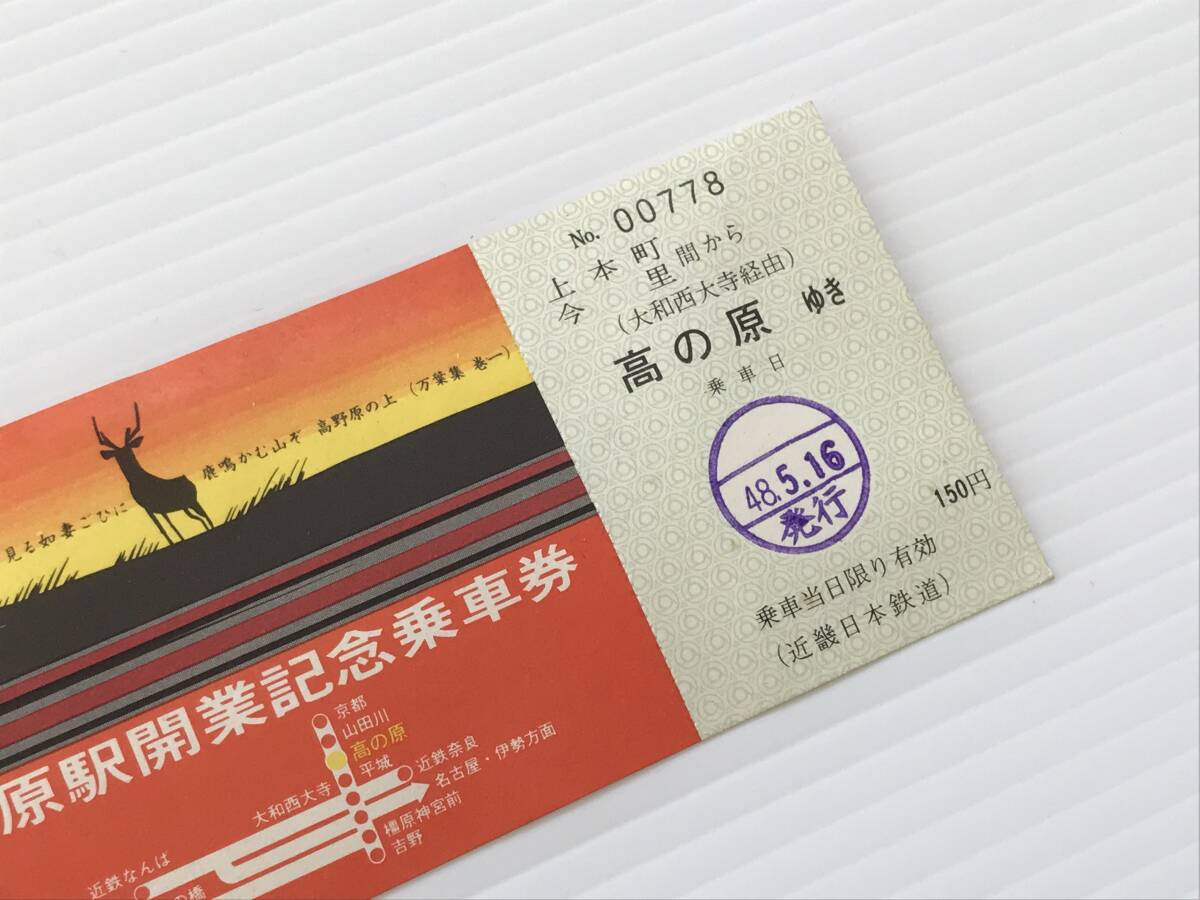 見る如妻ごひに 鹿鳴かむ山ぞ 高野原の上 (万葉集 巻一)
原駅開業記念乗車券
京都
山田川
高の原
平城
近鉄奈良
大和西大寺
名古屋・伊勢方面
橿原神宮前
吉野
近鉄なんば
の橋
No. 00778
上本町
今里 間から
(大和西大寺経由)
高の原 ゆき
乗車日
48.5.16
発行
150円
乗車当日限り有効
(近畿日本鉄道)